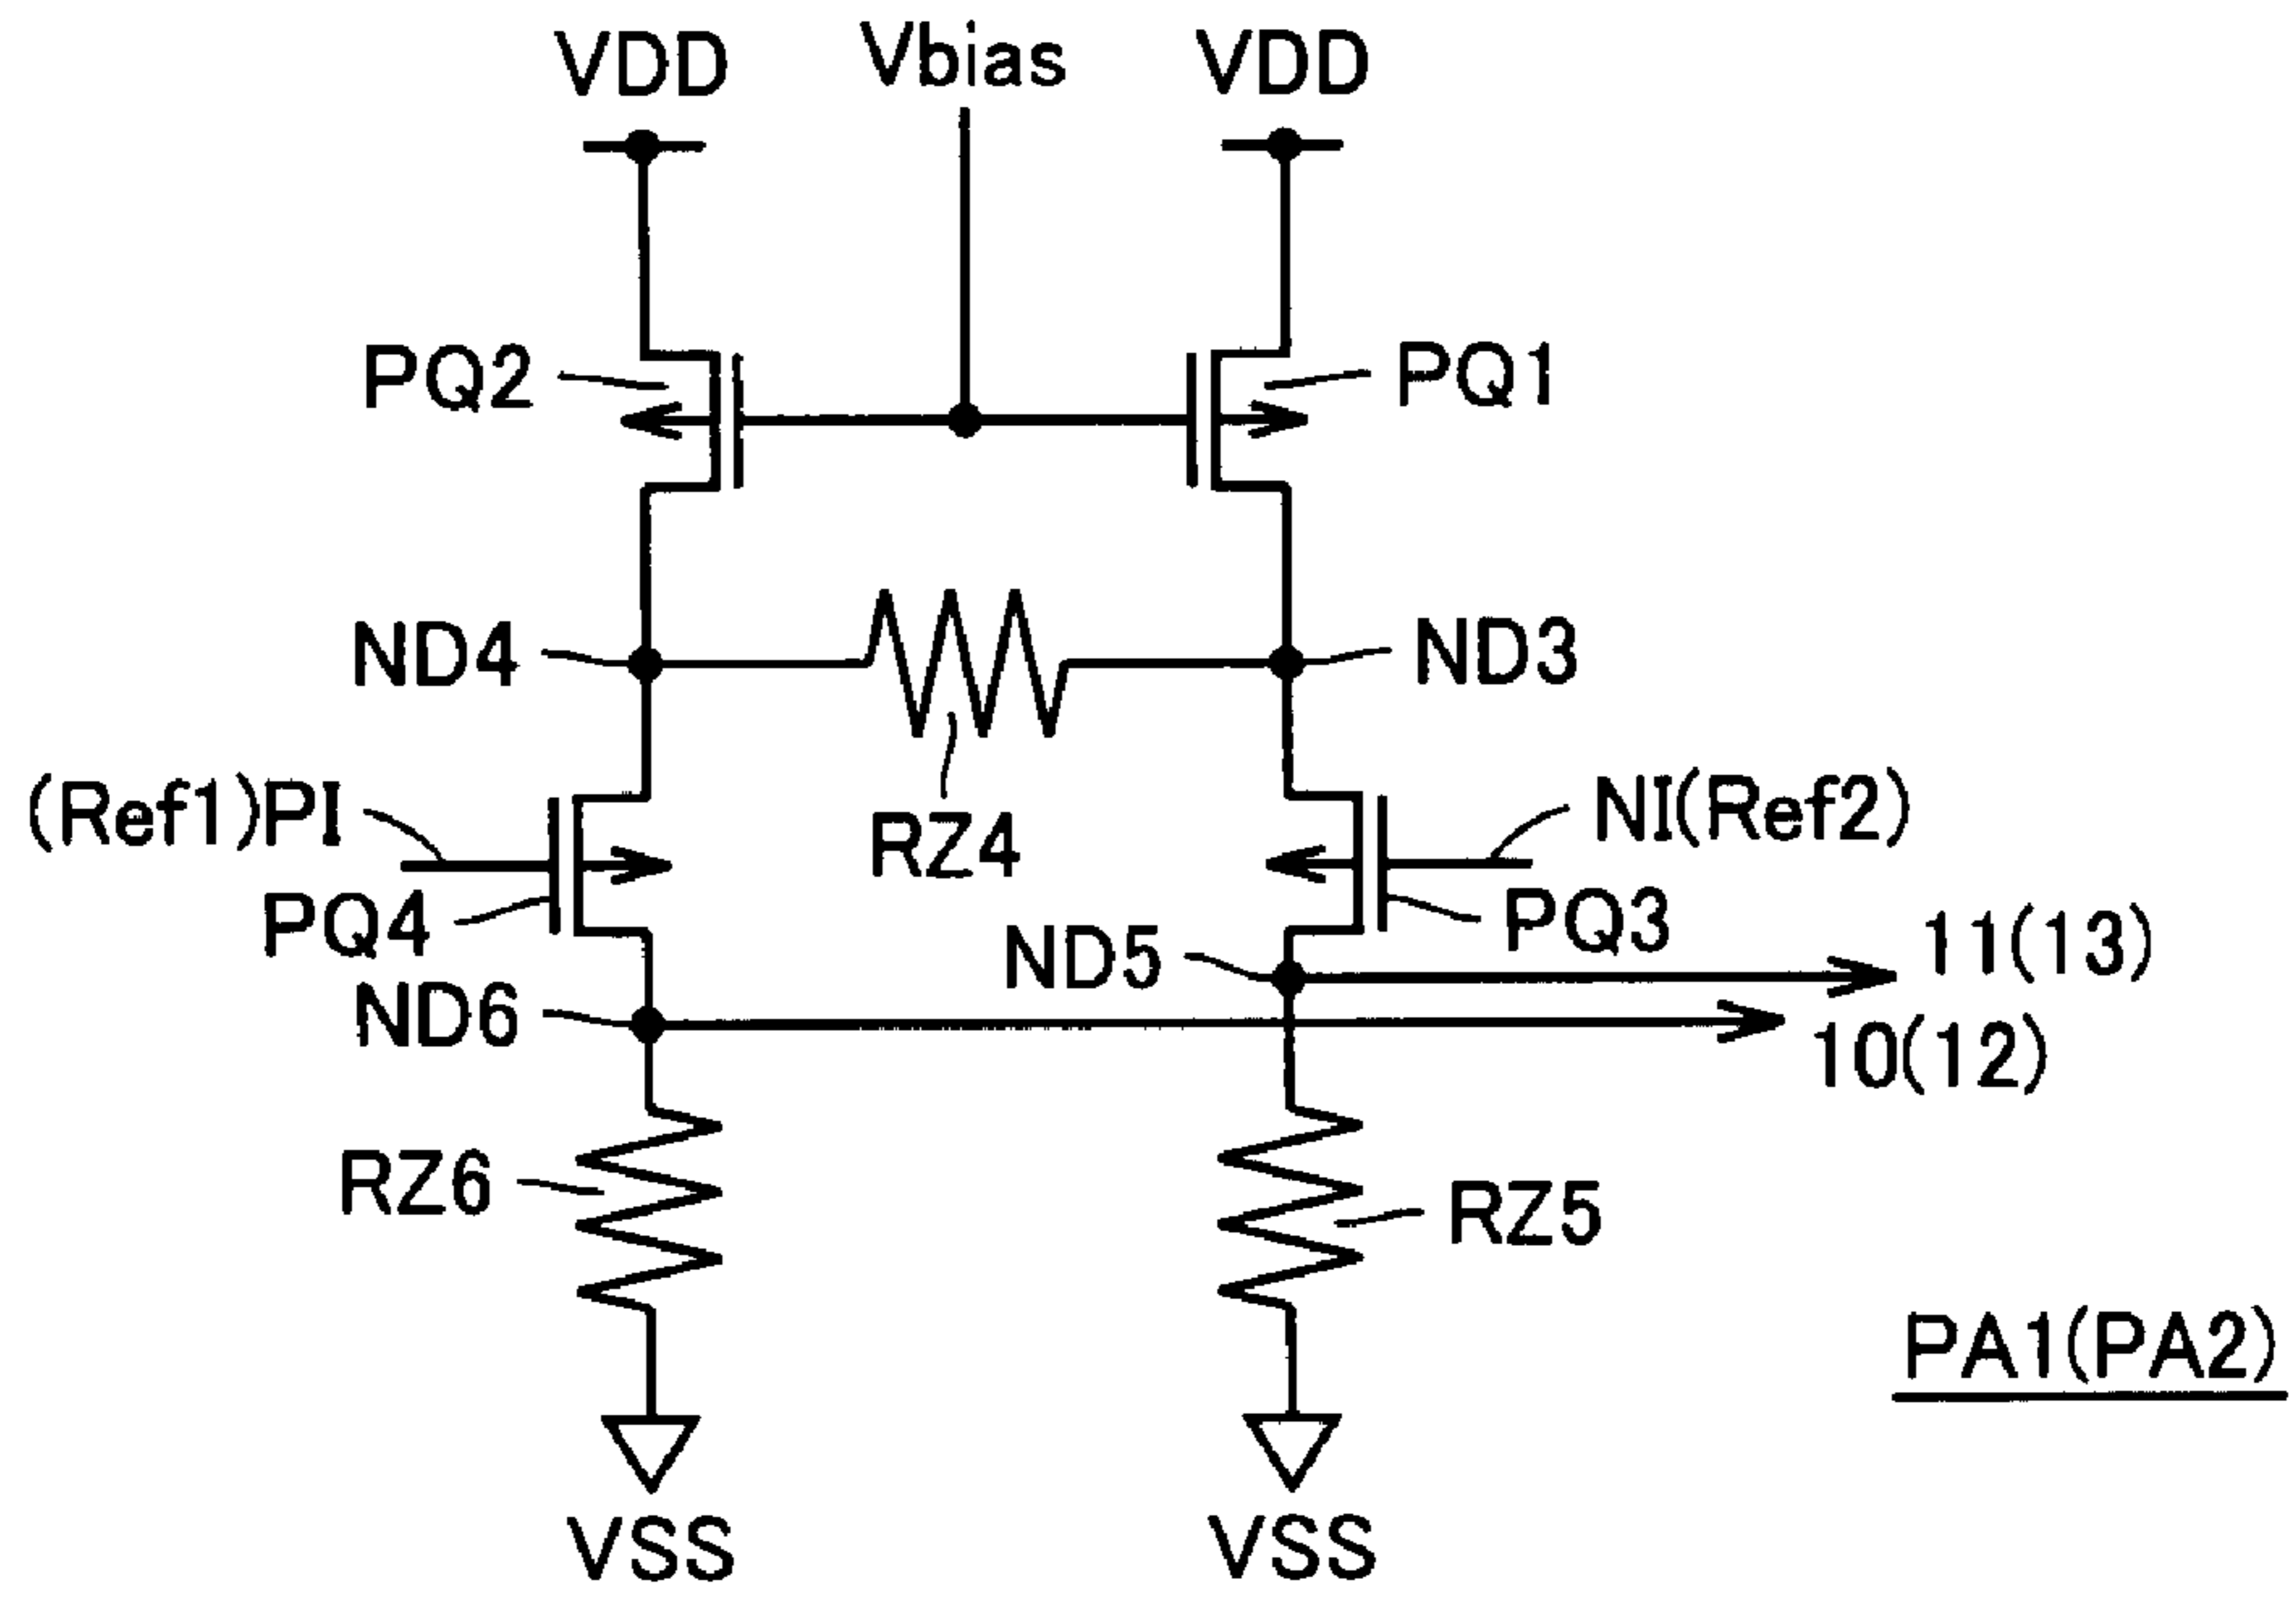 VDD Vbias VDD
PQ2 PQ1
ND4 ND3
(Ref1)PI NI(Ref2)
RZ4
PQ4 PQ3
ND5 11(13)
ND6 10(12)
RZ6 RZ5
PA1(PA2)
VSS VSS